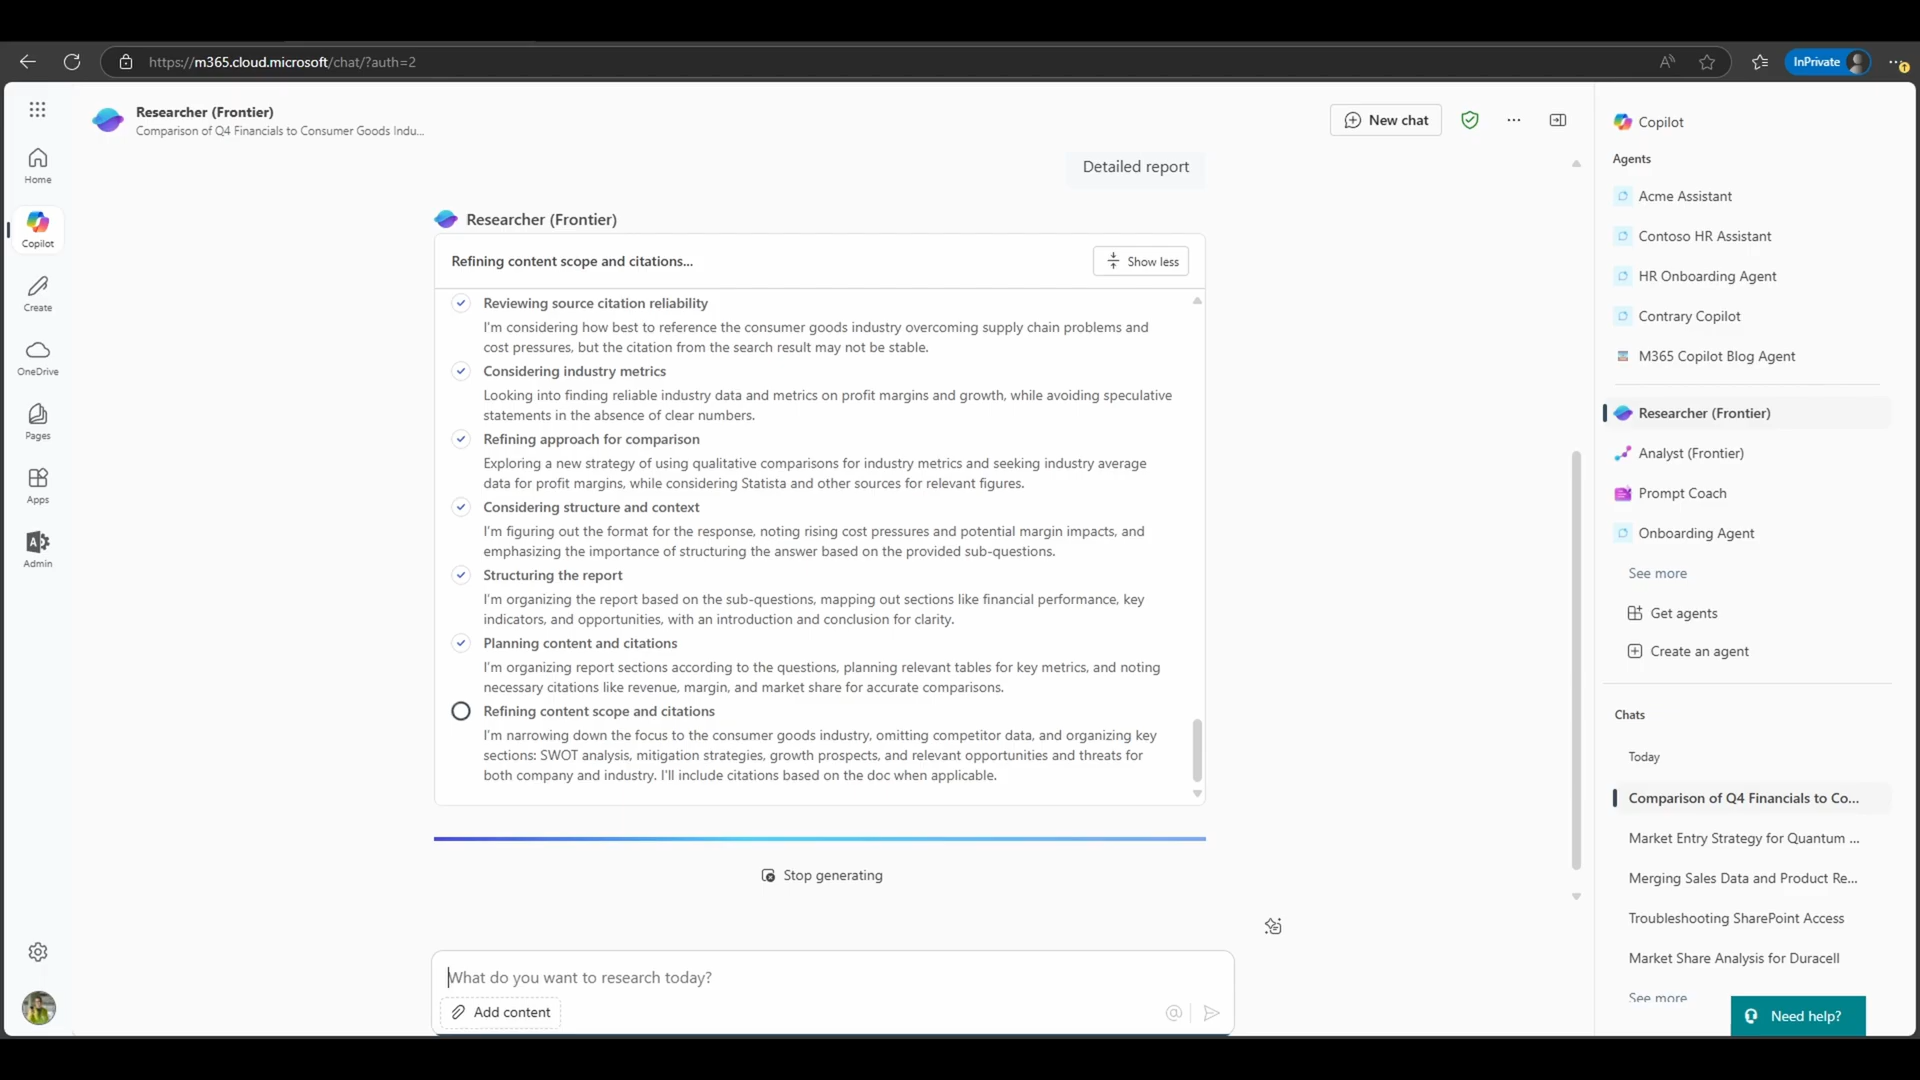 https://m365.cloud.microsoft/chat/?auth=2
InPrivate
Home
Copilot
Create
OneDrive
Pages
Apps
Admin
Researcher (Frontier)
Comparison of Q4 Financials to Consumer Goods Indu...
New chat
Detailed report
Researcher (Frontier)
Refining content scope and citations...
Show less
Reviewing source citation reliability
I'm considering how best to reference the consumer goods industry overcoming supply chain problems and
cost pressures, but the citation from the search result may not be stable.
Considering industry metrics
Looking into finding reliable industry data and metrics on profit margins and growth, while avoiding speculative
statements in the absence of clear numbers.
Refining approach for comparison
Exploring a new strategy of using qualitative comparisons for industry metrics and seeking industry average
data for profit margins, while considering Statista and other sources for relevant figures.
Considering structure and context
I'm figuring out the format for the response, noting rising cost pressures and potential margin impacts, and
emphasizing the importance of structuring the answer based on the provided sub-questions.
Structuring the report
I'm organizing the report based on the sub-questions, mapping out sections like financial performance, key
indicators, and opportunities, with an introduction and conclusion for clarity.
Planning content and citations
I'm organizing report sections according to the questions, planning relevant tables for key metrics, and noting
necessary citations like revenue, margin, and market share for accurate comparisons.
Refining content scope and citations
I'm narrowing down the focus to the consumer goods industry, omitting competitor data, and organizing key
sections: SWOT analysis, mitigation strategies, growth prospects, and relevant opportunities and threats for
both company and industry. I'll include citations based on the doc when applicable.
Stop generating
What do you want to research today?
Add content
Copilot
Agents
Acme Assistant
Contoso HR Assistant
HR Onboarding Agent
Contrary Copilot
M365 Copilot Blog Agent
Researcher (Frontier)
Analyst (Frontier)
Prompt Coach
Onboarding Agent
See more
Get agents
Create an agent
Chats
Today
Comparison of Q4 Financials to Co...
Market Entry Strategy for Quantum ...
Merging Sales Data and Product Re...
Troubleshooting SharePoint Access
Market Share Analysis for Duracell
See more
Need help?